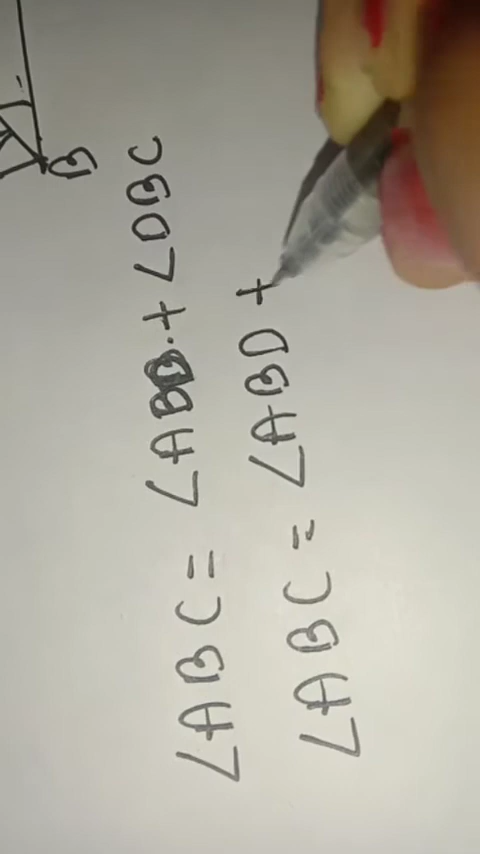 B
∠ABC = ∠ABD + ∠DBC
∠ABC = ∠ABD +